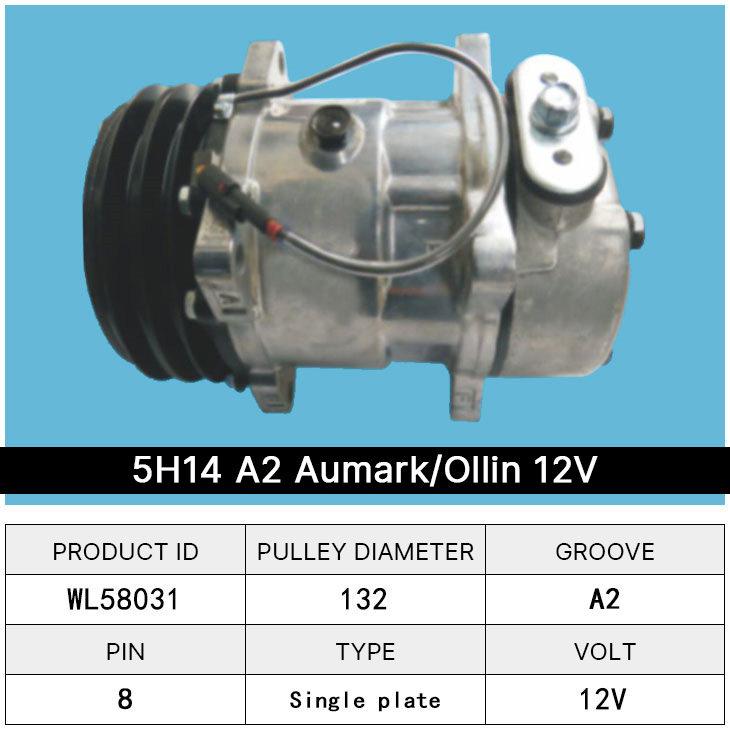 5H14 A2 Aumark/Ollin 12V
PRODUCT ID PULLEY DIAMETER GROOVE
WL58031 132 A2
PIN TYPE VOLT
8 Single plate 12V